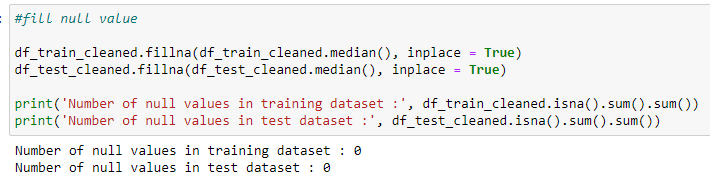 #fill null value
df_train_cleaned.fillna(df_train_cleaned.median(), inplace = True)
df_test_cleaned.fillna(df_test_cleaned.median(), inplace = True)
print('Number of null values in training dataset :', df_train_cleaned.isna().sum().sum())
print('Number of null values in test dataset :', df_test_cleaned.isna().sum().sum())
Number of null values in training dataset : 0
Number of null values in test dataset : 0